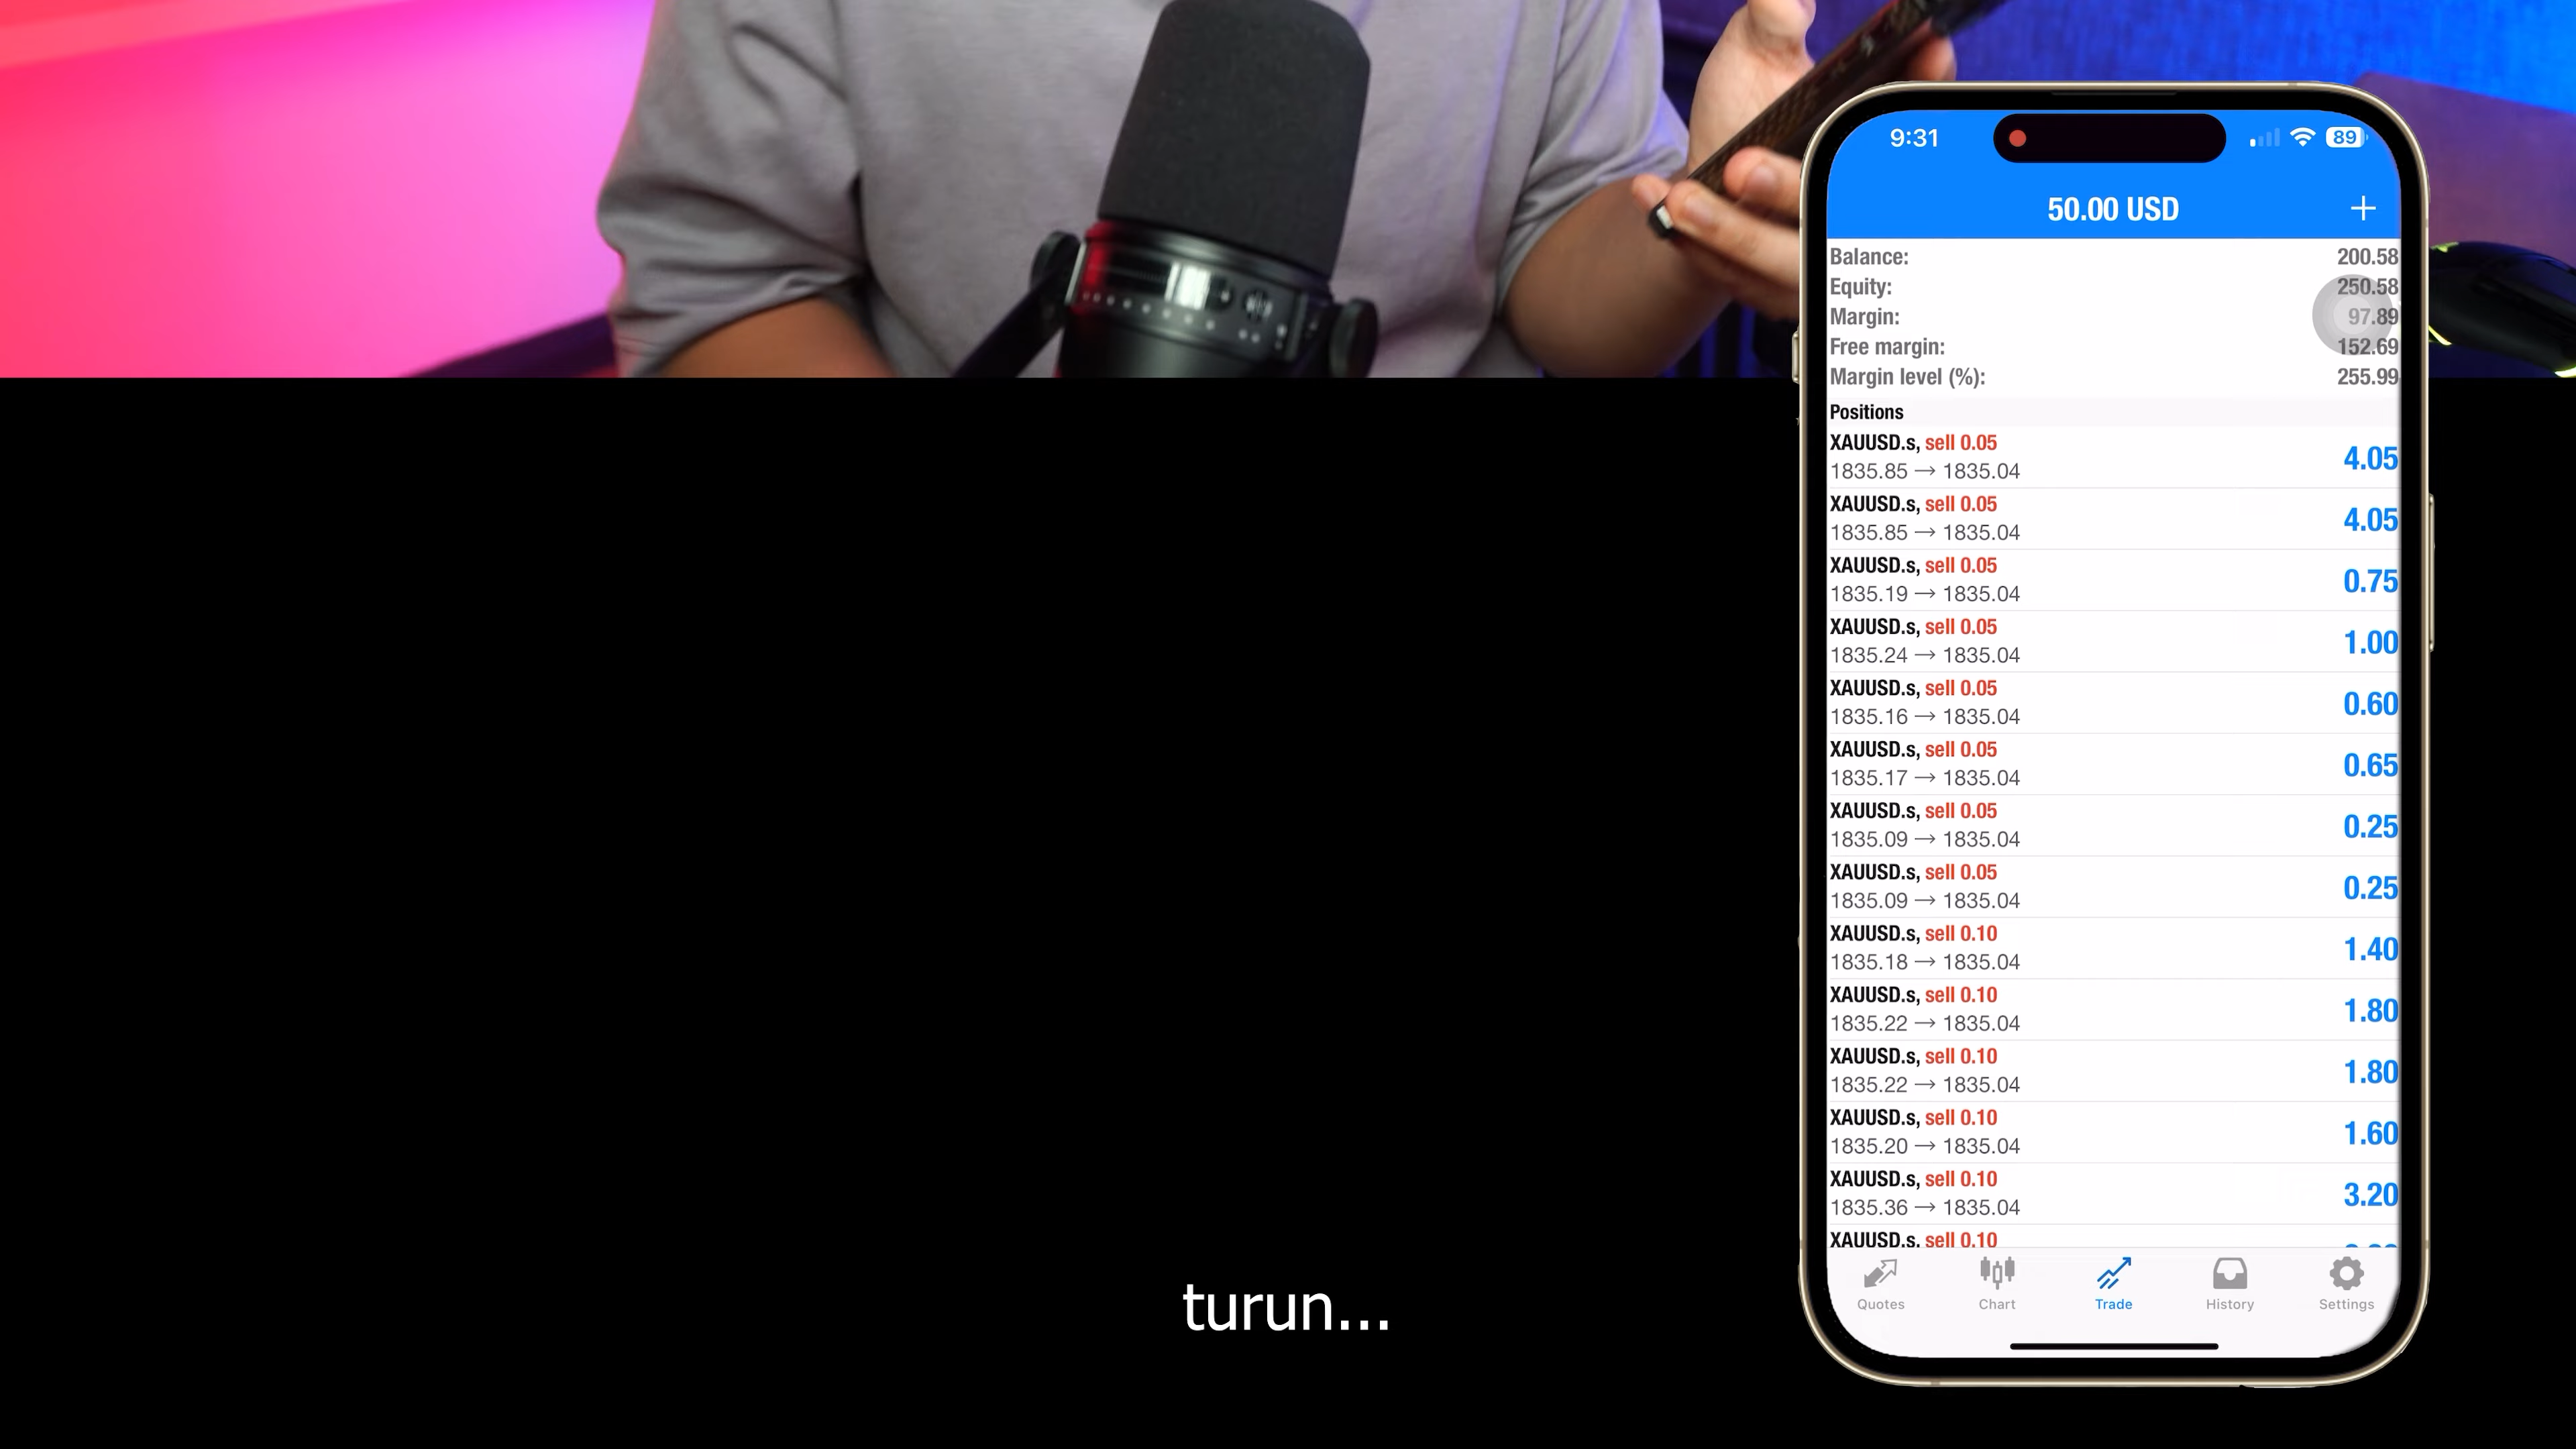 9:31
89
50.00 USD
Balance: 200.58
Equity: 250.58
Margin: 97.89
Free margin: 152.69
Margin level (%): 255.99
Positions
XAUUSD.s, sell 0.05
1835.85 → 1835.04
4.05
XAUUSD.s, sell 0.05
1835.85 → 1835.04
4.05
XAUUSD.s, sell 0.05
1835.19 → 1835.04
0.75
XAUUSD.s, sell 0.05
1835.24 → 1835.04
1.00
XAUUSD.s, sell 0.05
1835.16 → 1835.04
0.60
XAUUSD.s, sell 0.05
1835.17 → 1835.04
0.65
XAUUSD.s, sell 0.05
1835.09 → 1835.04
0.25
XAUUSD.s, sell 0.05
1835.09 → 1835.04
0.25
XAUUSD.s, sell 0.10
1835.18 → 1835.04
1.40
XAUUSD.s, sell 0.10
1835.22 → 1835.04
1.80
XAUUSD.s, sell 0.10
1835.22 → 1835.04
1.80
XAUUSD.s, sell 0.10
1835.20 → 1835.04
1.60
XAUUSD.s, sell 0.10
1835.36 → 1835.04
3.20
XAUUSD.s, sell 0.10
Quotes
Chart
Trade
History
Settings
turun...